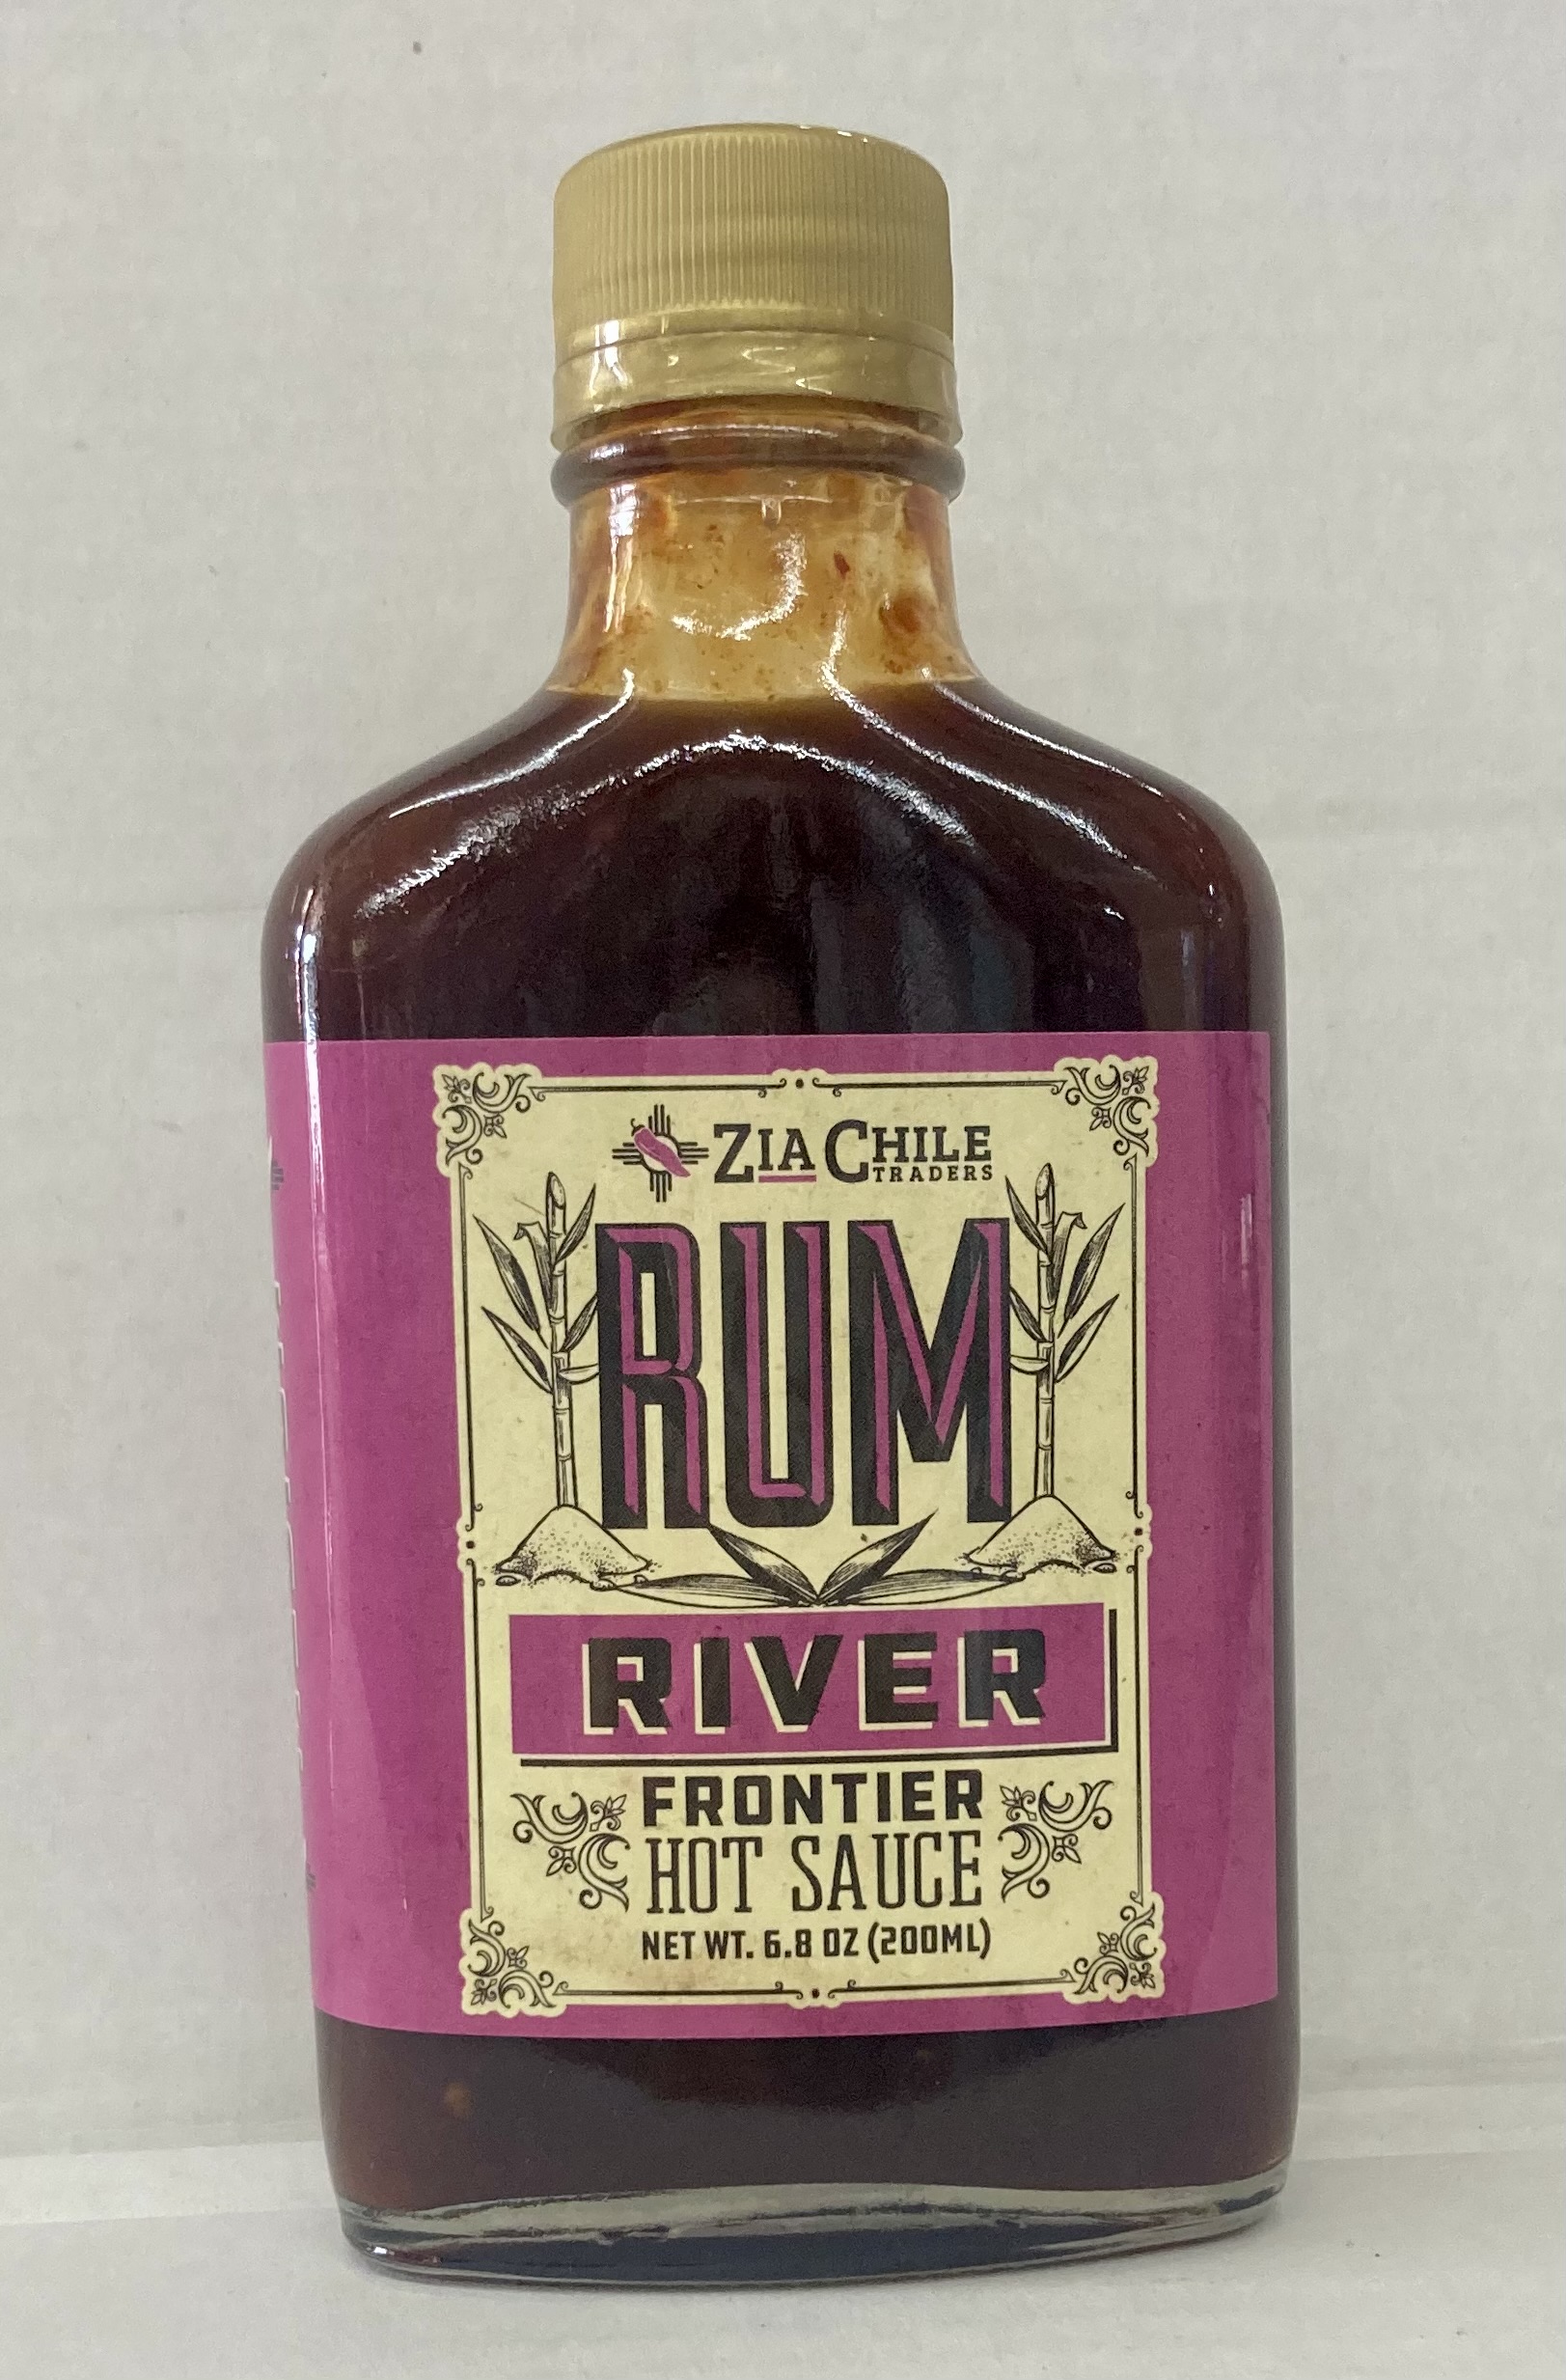 ZIA CHILE
TRADERS
RUM
RIVER
FRONTIER
HOT SAUCE
NET WT. 6.8 OZ (200ML)